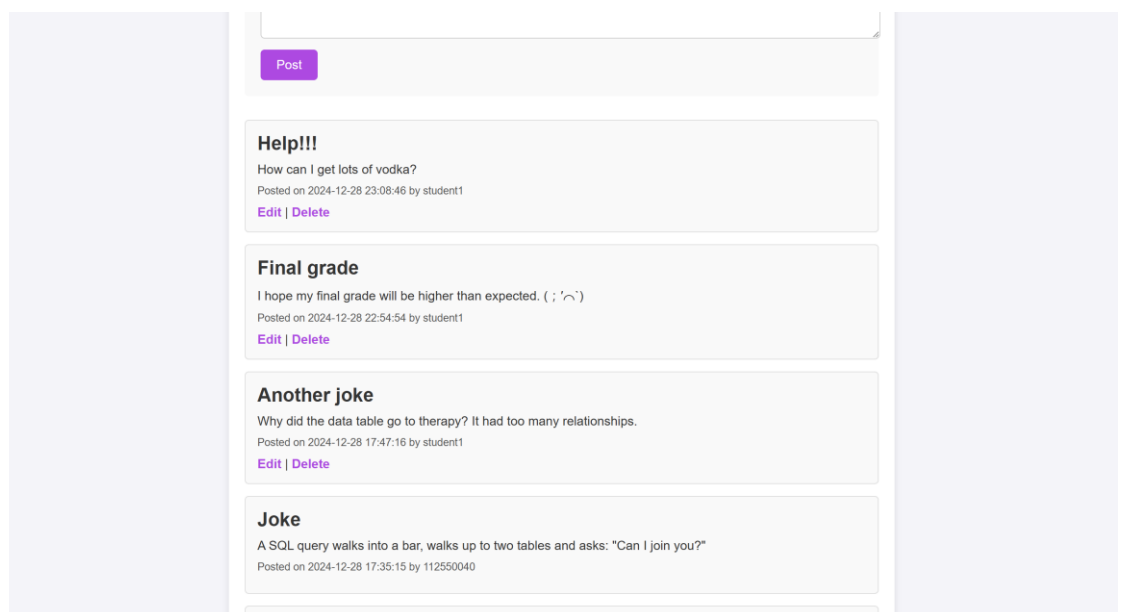 Post
Help!!!
How can I get lots of vodka?
Posted on 2024-12-28 23:08:46 by student1
Edit | Delete
Final grade
I hope my final grade will be higher than expected. ( ; ′⌒`)
Posted on 2024-12-28 22:54:54 by student1
Edit | Delete
Another joke
Why did the data table go to therapy? It had too many relationships.
Posted on 2024-12-28 17:47:16 by student1
Edit | Delete
Joke
A SQL query walks into a bar, walks up to two tables and asks: "Can I join you?"
Posted on 2024-12-28 17:35:15 by 112550040